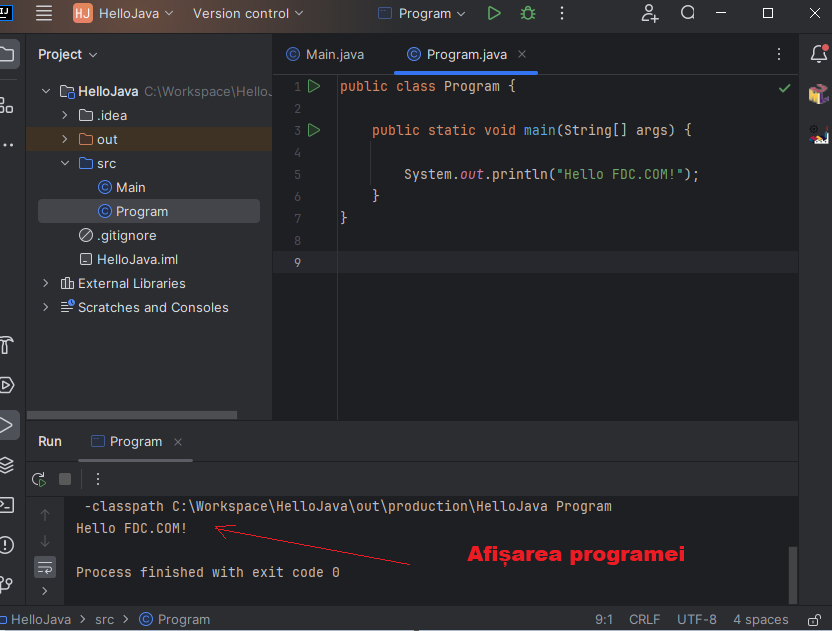 HJ HelloJava Version control Program
Project
Main.java Program.java
HelloJava C:\Workspace\HelloJ
.idea
out
src
Main
Program
.gitignore
HelloJava.iml
External Libraries
Scratches and Consoles
1 public class Program {
2
3 public static void main(String[] args) {
4
5 System.out.println("Hello FDC.COM!");
6 }
7 }
8
9
Run Program
-classpath C:\Workspace\HelloJava\out\production\HelloJava Program
Hello FDC.COM!
Afișarea programei
Process finished with exit code 0
HelloJava > src > Program 9:1 CRLF UTF-8 4 spaces